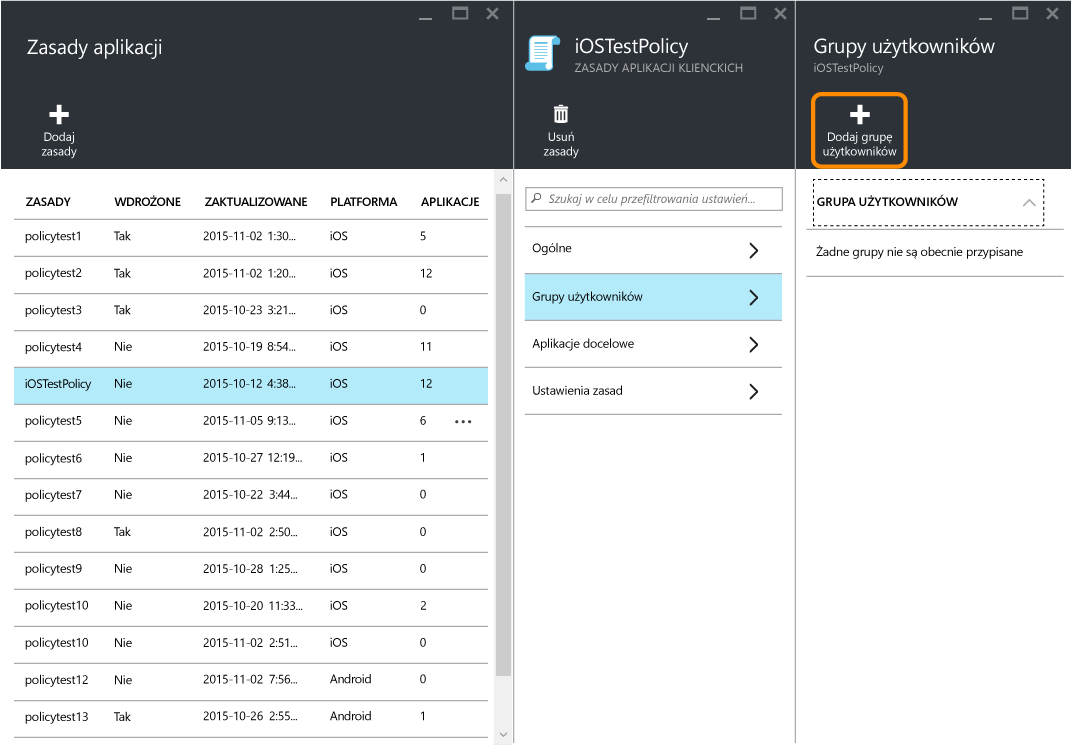 Zasady aplikacji
Dodaj
zasady
ZASADY WDROŻONE ZAKTUALIZOWANE PLATFORMA APLIKACJE
policytest1 Tak 2015-11-02 1:30... iOS 5
policytest2 Tak 2015-11-02 1:20... iOS 12
policytest3 Tak 2015-10-23 3:21... iOS 0
policytest4 Nie 2015-10-19 8:54... iOS 11
iOSTestPolicy Nie 2015-10-12 4:38... iOS 12
policytest5 Nie 2015-11-05 9:13... iOS 6 ...
policytest6 Nie 2015-10-27 12:19... iOS 1
policytest7 Nie 2015-10-22 3:44... iOS 0
policytest8 Tak 2015-11-02 2:50... iOS 0
policytest9 Nie 2015-10-28 1:25... iOS 0
policytest10 Nie 2015-10-20 11:33... iOS 2
policytest10 Nie 2015-11-02 2:51... iOS 0
policytest12 Nie 2015-11-02 7:56... Android 0
policytest13 Tak 2015-10-26 2:55... Android 1
iOSTestPolicy
ZASADY APLIKACJI KLIENCKICH
Usuń
zasady
Szukaj w celu przefiltrowania ustawień...
Ogólne
Grupy użytkowników
Aplikacje docelowe
Ustawienia zasad
Grupy użytkowników
iOSTestPolicy
Dodaj grupę
użytkowników
GRUPA UŻYTKOWNIKÓW
Żadne grupy nie są obecnie przypisane